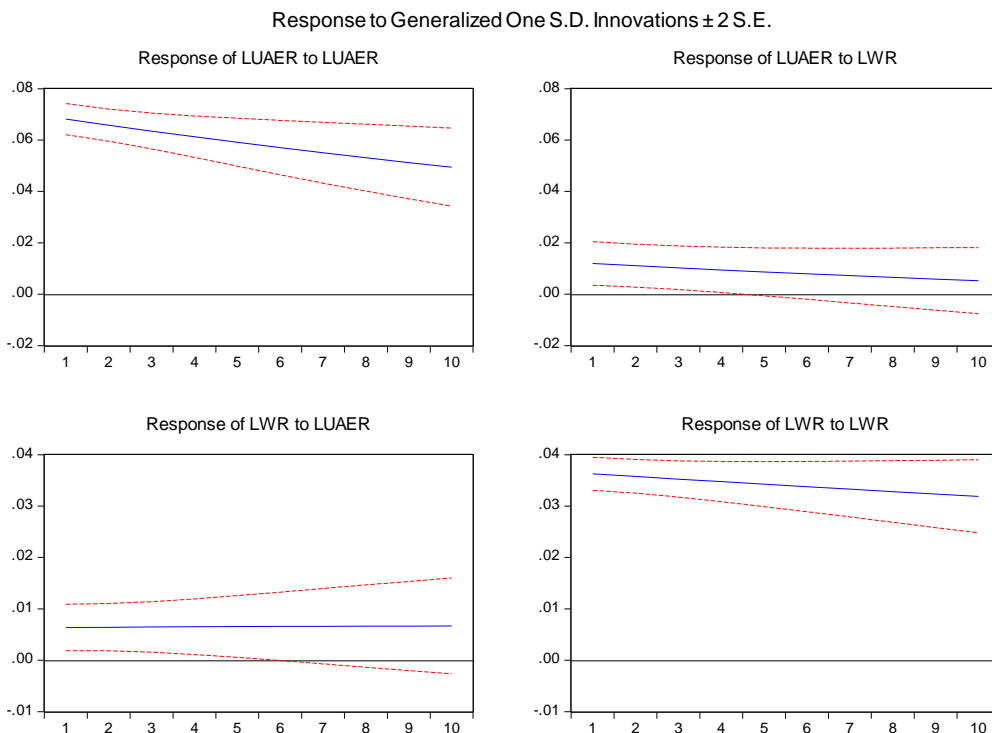 Response to Generalized One S.D. Innovations ± 2 S.E.
Response of LUAER to LUAER
.08
.06
.04
.02
.00
-.02
1 2 3 4 5 6 7 8 9 10
Response of LUAER to LWR
.08
.06
.04
.02
.00
-.02
1 2 3 4 5 6 7 8 9 10
Response of LWR to LUAER
.04
.03
.02
.01
.00
-.01
1 2 3 4 5 6 7 8 9 10
Response of LWR to LWR
.04
.03
.02
.01
.00
-.01
1 2 3 4 5 6 7 8 9 10